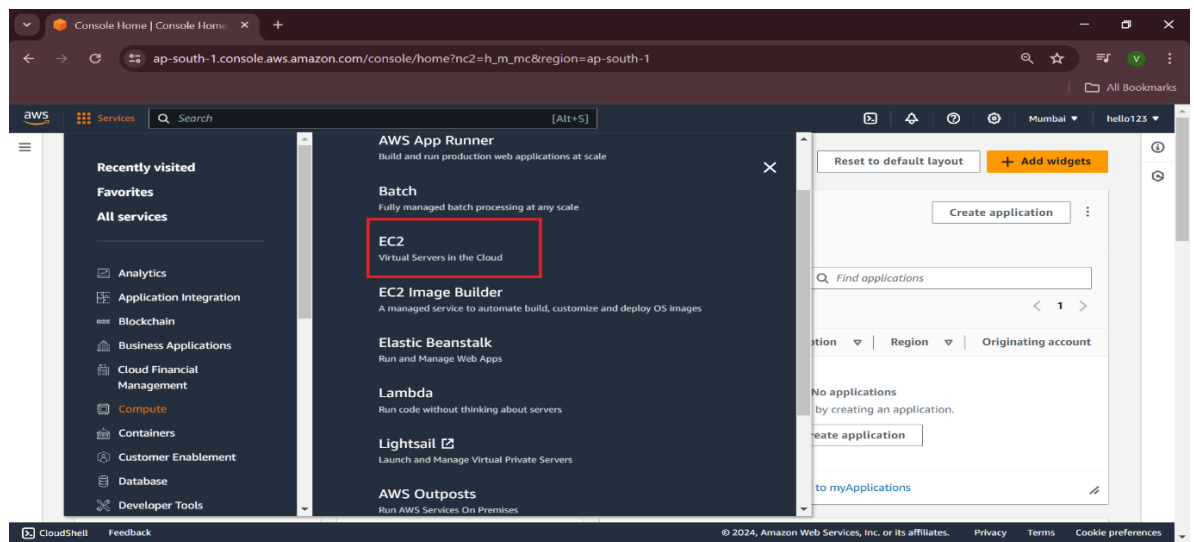 Console Home | Console Home
ap-south-1.console.aws.amazon.com/console/home?nc2=h_m_mc&region=ap-south-1
V
All Bookmarks
aws
Services
Search
[Alt+S]
Mumbai
hello123
Recently visited
Favorites
All services
Analytics
Application Integration
Blockchain
Business Applications
Cloud Financial
Management
Compute
Containers
Customer Enablement
Database
Developer Tools
AWS App Runner
Build and run production web applications at scale
Batch
Fully managed batch processing at any scale
EC2
Virtual Servers in the Cloud
EC2 Image Builder
A managed service to automate build, customize and deploy OS images
Elastic Beanstalk
Run and Manage Web Apps
Lambda
Run code without thinking about servers
Lightsail
Launch and Manage Virtual Private Servers
AWS Outposts
Run AWS Services On Premises
Reset to default layout
+ Add widgets
Create application
Find applications
1
ption
Region
Originating account
No applications
by creating an application.
reate application
to myApplications
CloudShell
Feedback
© 2024, Amazon Web Services, Inc. or its affiliates.
Privacy
Terms
Cookie preferences